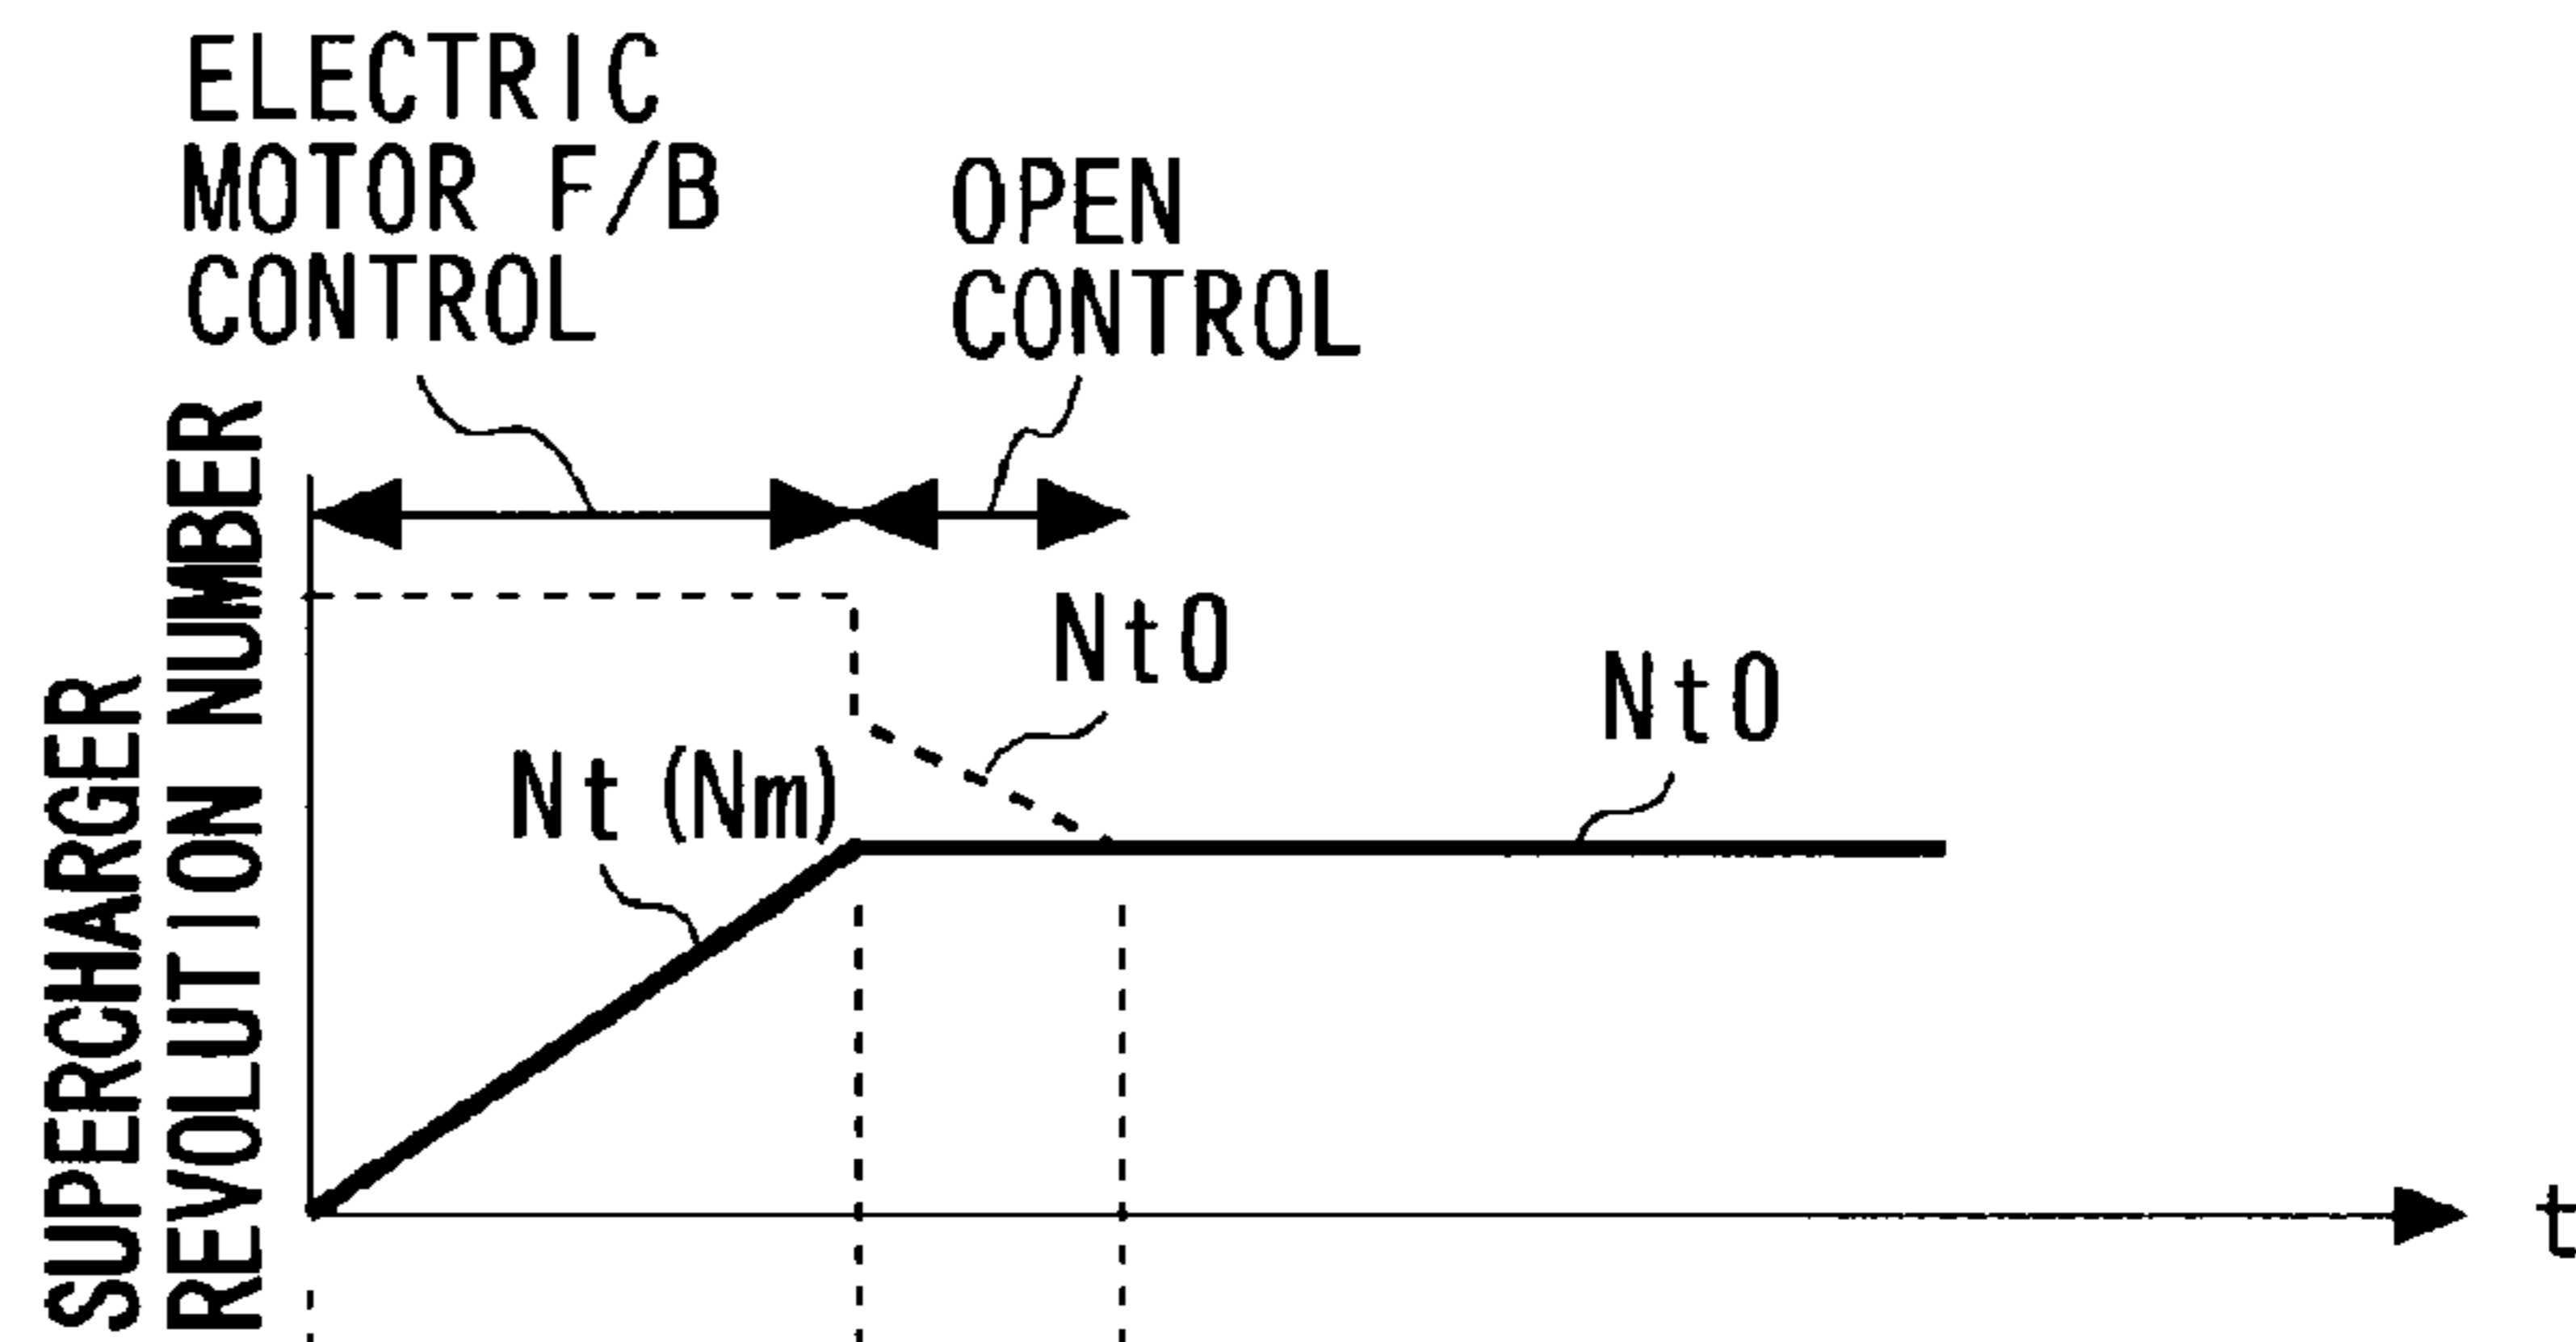 ELECTRIC
MOTOR F/B
CONTROL
OPEN
CONTROL
SUPERCHARGER
REVOLUTION NUMBER
Nt0
Nt0
Nt (Nm)
t